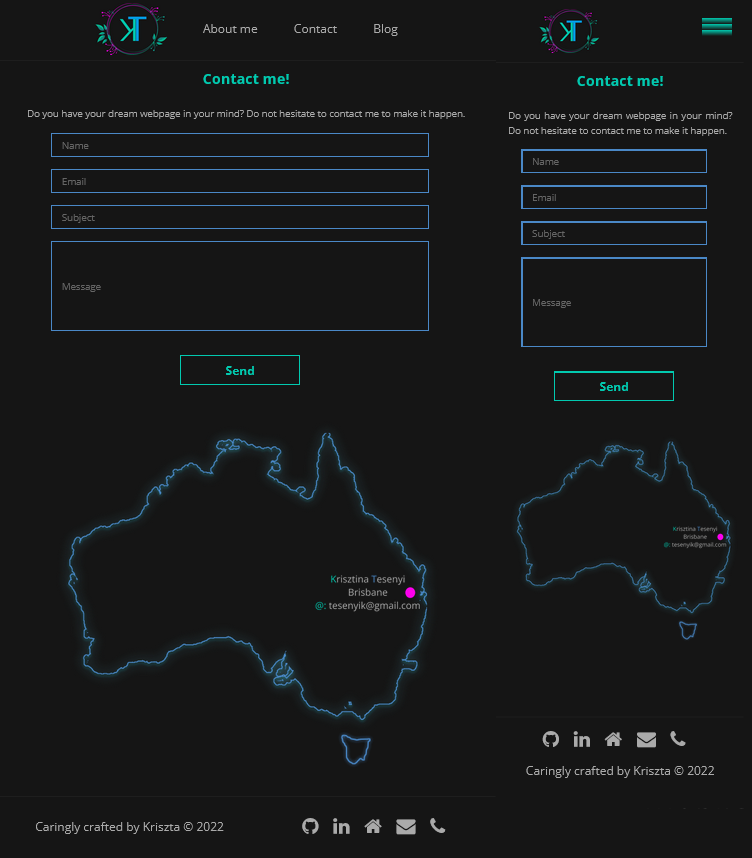 KT
About me
Contact
Blog
Contact me!
Do you have your dream webpage in your mind? Do not hesitate to contact me to make it happen.
Name
Email
Subject
Message
Send
Krisztina Tesenyi
Brisbane
@: tesenyik@gmail.com
Caringly crafted by Kriszta © 2022
KT
Contact me!
Do you have your dream webpage in your mind?
Do not hesitate to contact me to make it happen.
Name
Email
Subject
Message
Send
Krisztina Tesenyi
Brisbane
@: tesenyik@gmail.com
Caringly crafted by Kriszta © 2022